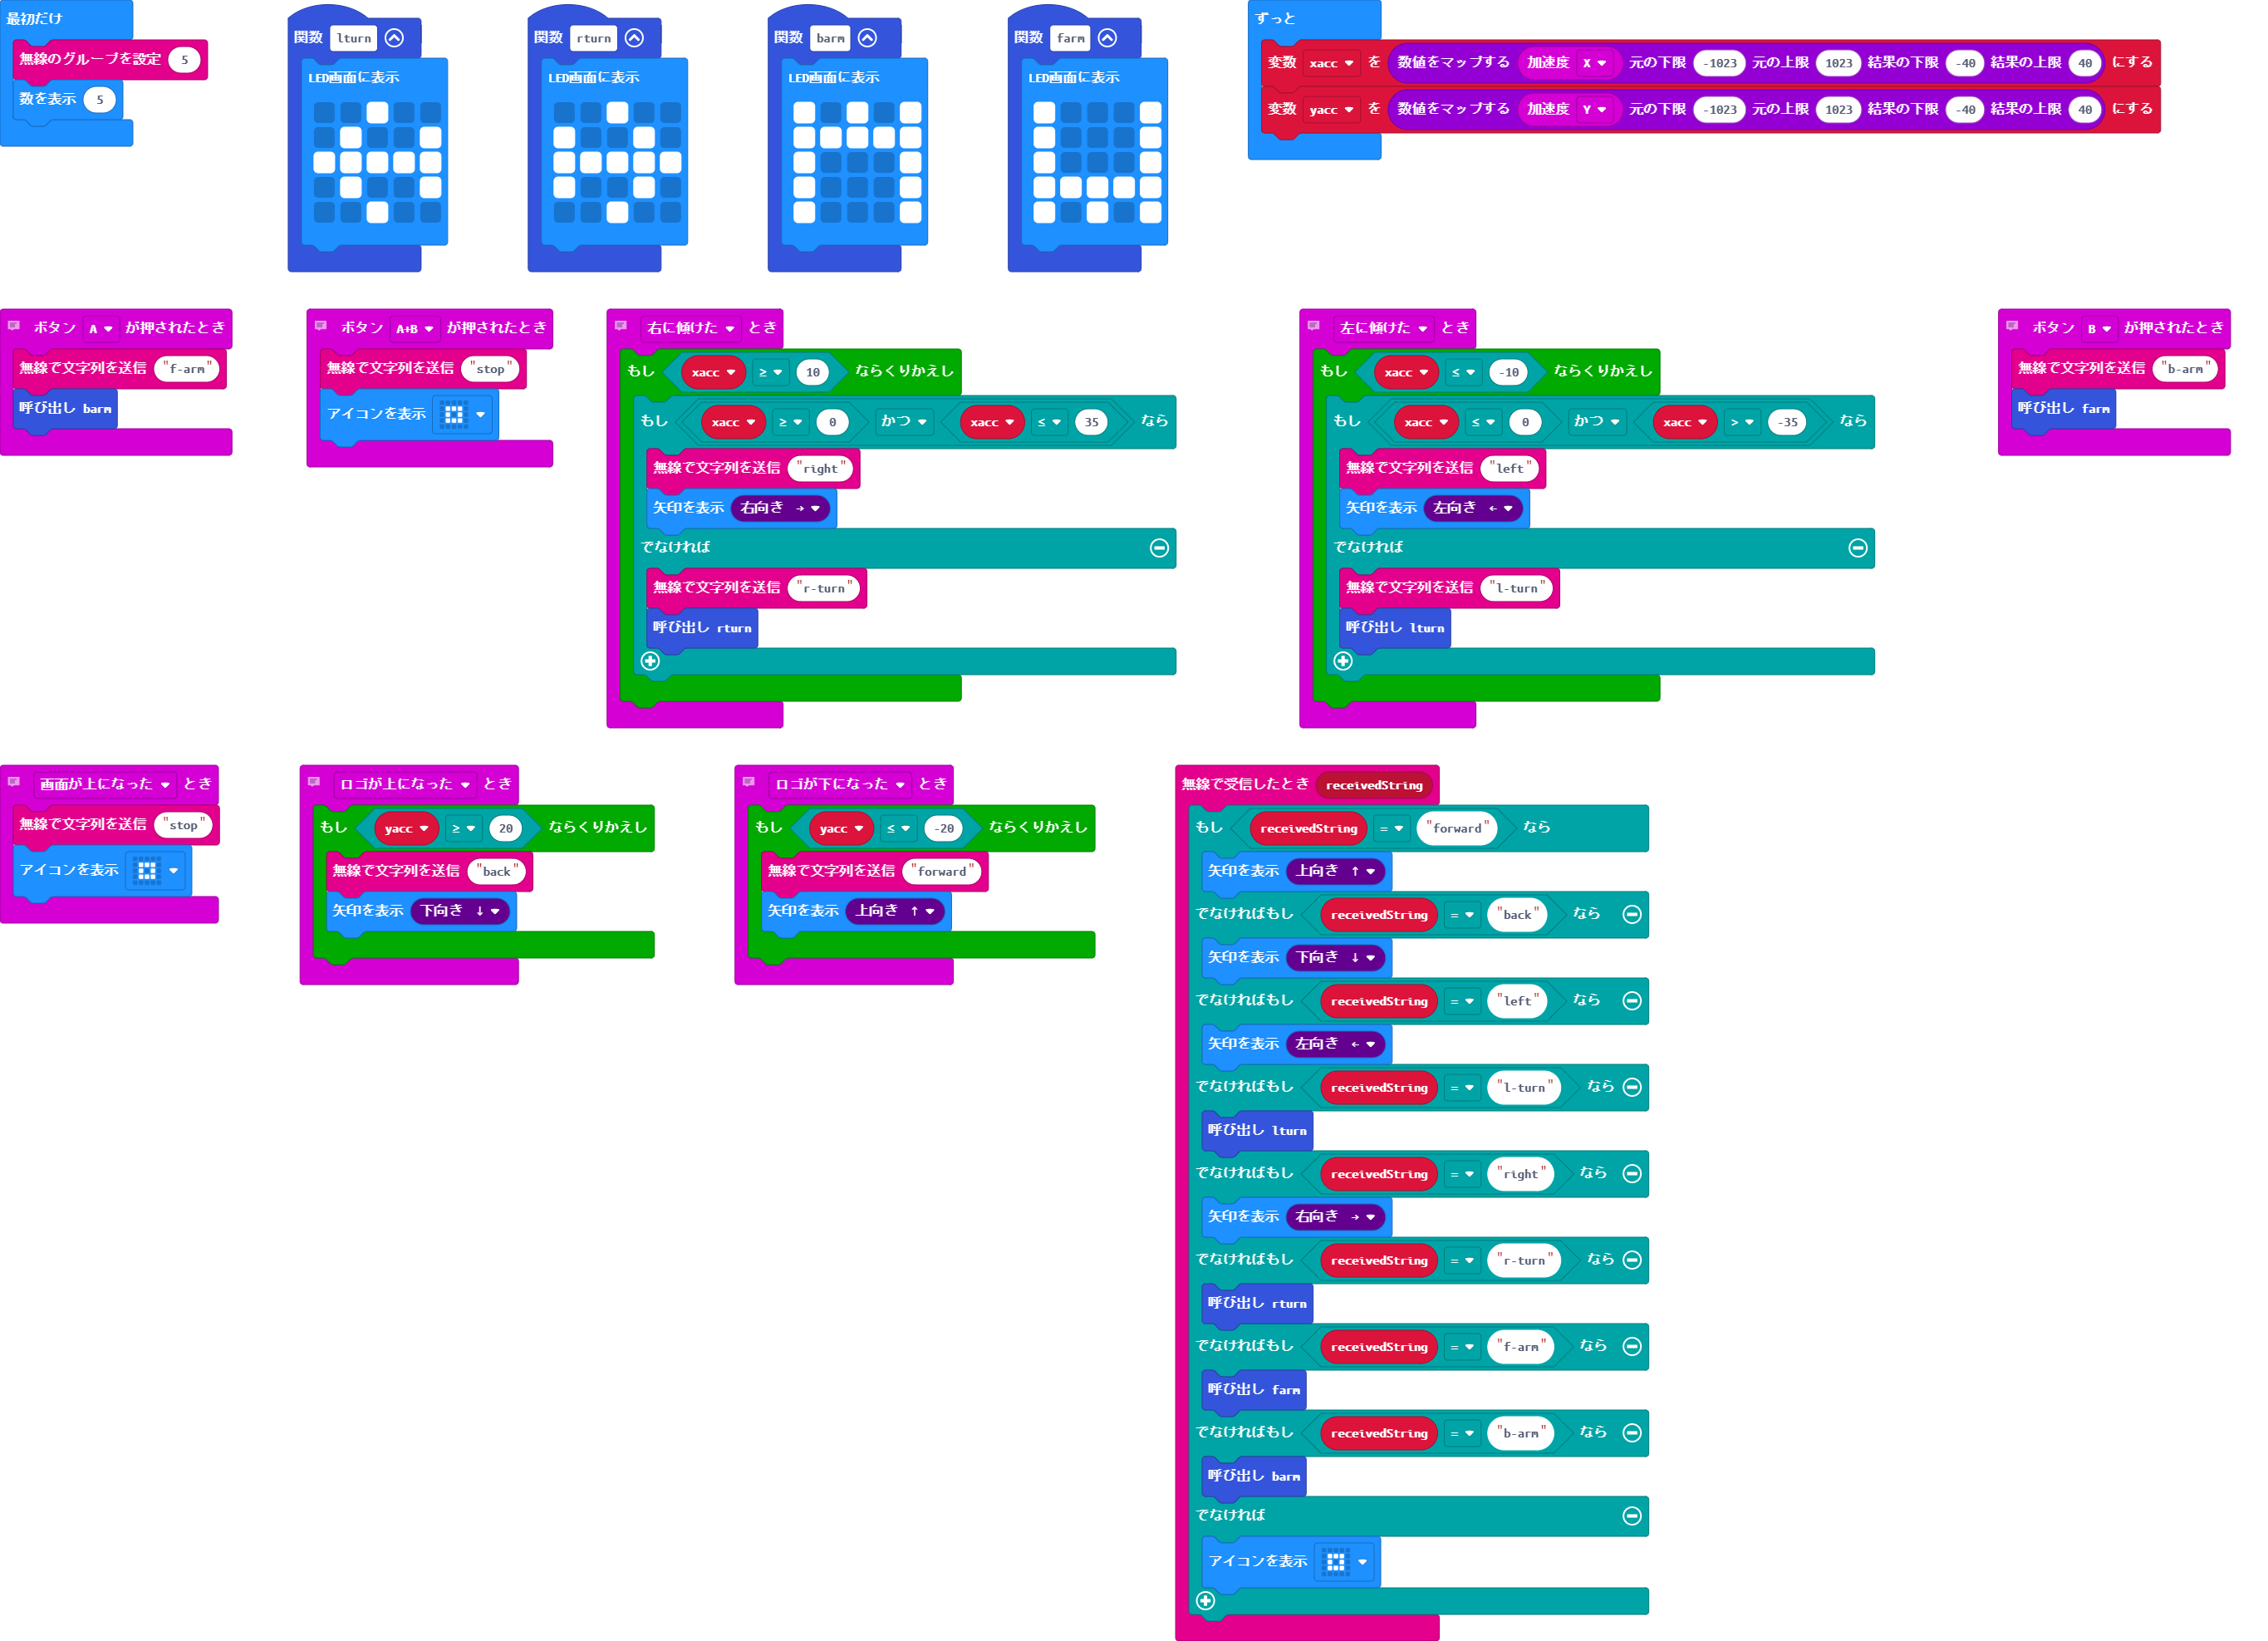 最初だけ
無線のグループを設定 5
数を表示 5
関数 lturn
LED画面に表示
関数 rturn
LED画面に表示
関数 barm
LED画面に表示
関数 farm
LED画面に表示
ずっと
変数 xacc を 数値をマップする 加速度 X 元の下限 -1023 元の上限 1023 結果の下限 -40 結果の上限 40 にする
変数 yacc を 数値をマップする 加速度 Y 元の下限 -1023 元の上限 1023 結果の下限 -40 結果の上限 40 にする
ボタン A が押されたとき
無線で文字列を送信 "f-arm"
呼び出し barm
ボタン A+B が押されたとき
無線で文字列を送信 "stop"
アイコンを表示
右に傾けた とき
もし xacc ≥ 10 ならくりかえし
もし xacc ≥ 0 かつ xacc ≤ 35 なら
無線で文字列を送信 "right"
矢印を表示 右向き →
でなければ
無線で文字列を送信 "r-turn"
呼び出し rturn
左に傾けた とき
もし xacc ≤ -10 ならくりかえし
もし xacc ≤ 0 かつ xacc > -35 なら
無線で文字列を送信 "left"
矢印を表示 左向き ←
でなければ
無線で文字列を送信 "l-turn"
呼び出し lturn
ボタン B が押されたとき
無線で文字列を送信 "b-arm"
呼び出し farm
画面が上になった とき
無線で文字列を送信 "stop"
アイコンを表示
ロゴが上になった とき
もし yacc ≥ 20 ならくりかえし
無線で文字列を送信 "back"
矢印を表示 下向き ↓
ロゴが下になった とき
もし yacc ≤ -20 ならくりかえし
無線で文字列を送信 "forward"
矢印を表示 上向き ↑
無線で受信したとき receivedString
もし receivedString = "forward" なら
矢印を表示 上向き ↑
でなければもし receivedString = "back" なら
矢印を表示 下向き ↓
でなければもし receivedString = "left" なら
矢印を表示 左向き ←
でなければもし receivedString = "l-turn" なら
呼び出し lturn
でなければもし receivedString = "right" なら
矢印を表示 右向き →
でなければもし receivedString = "r-turn" なら
呼び出し rturn
でなければもし receivedString = "f-arm" なら
呼び出し farm
でなければもし receivedString = "b-arm" なら
呼び出し barm
でなければ
アイコンを表示